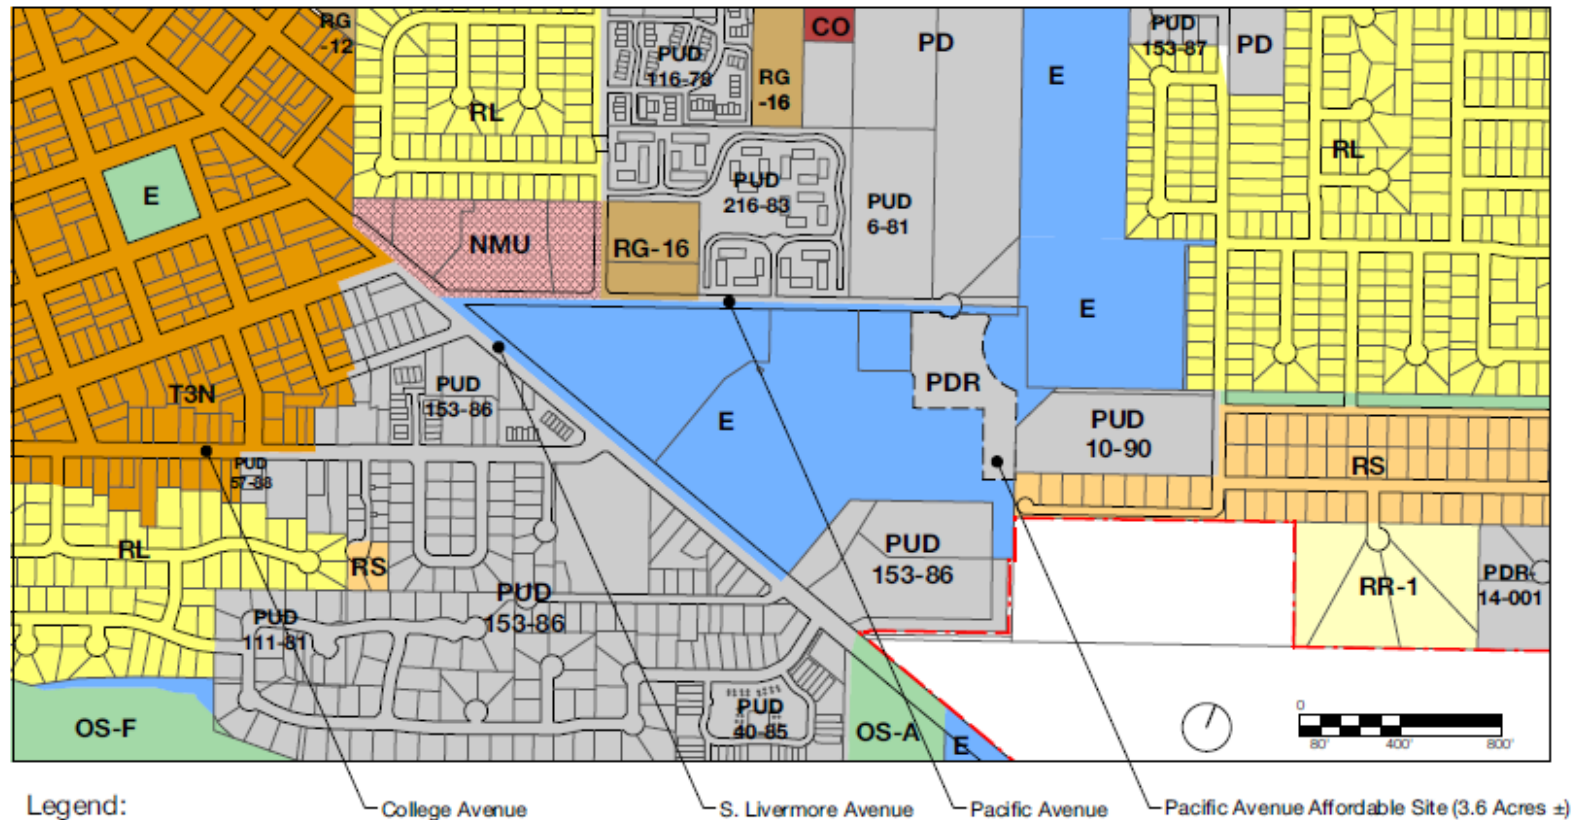 RG
-12
CO
PD
PUD
153-87
PD
PUD
116-78
RG
-16
E
RL
RL
E
PUD
216-83
PUD
6-81
NMU
RG-16
E
T3N
PUD
153-86
E
PDR
PUD
10-90
RS
PUD
57-88
RL
RS
PUD
153-86
PUD
153-86
RR-1
PDR-
14-001
PUD
111-81
OS-F
PUD
40-85
OS-A
E
0
80'
400'
800'
Legend:
College Avenue
S. Livermore Avenue
Pacific Avenue
Pacific Avenue Affordable Site (3.6 Acres ±)